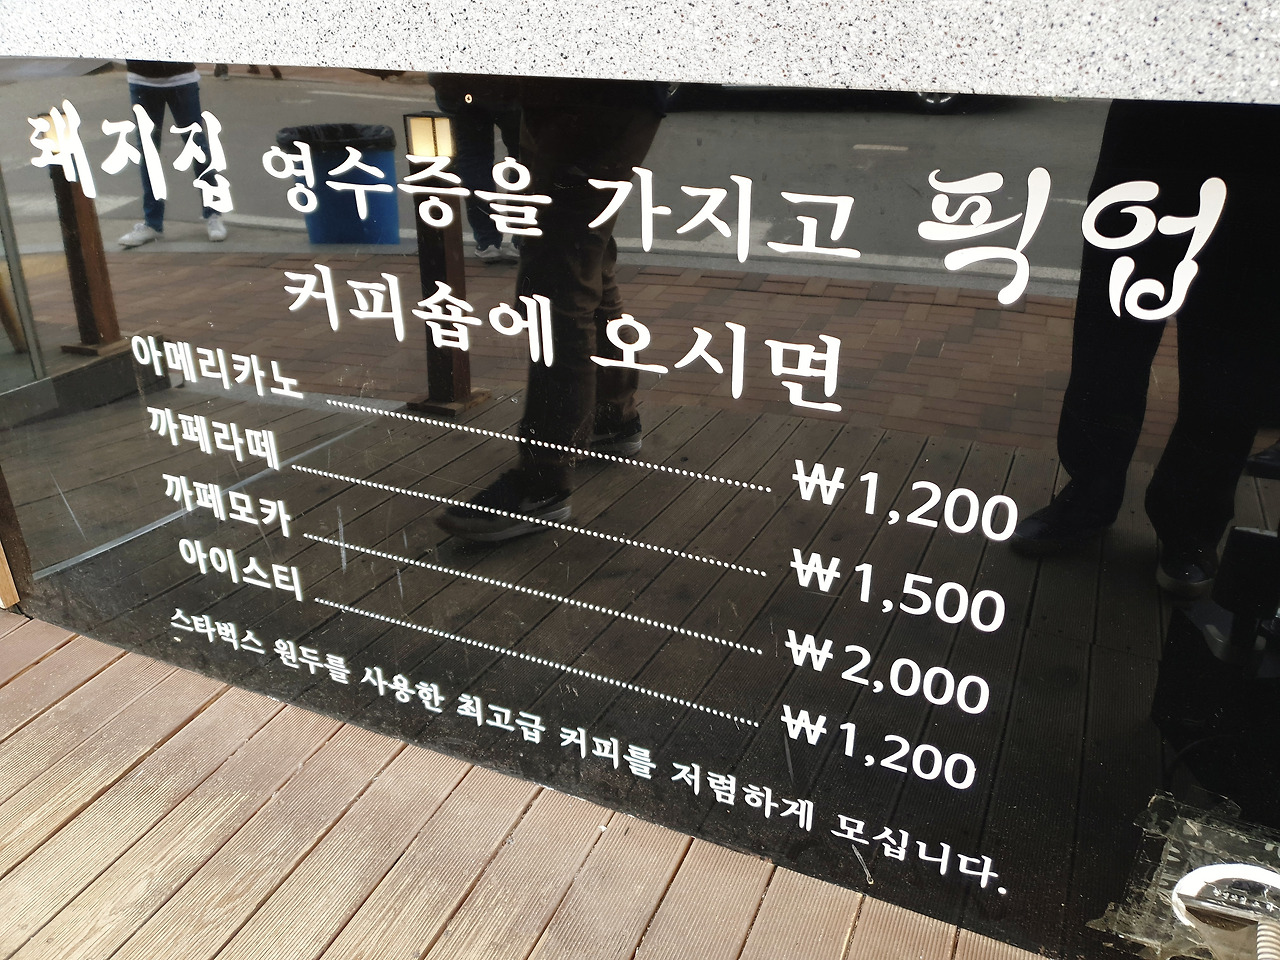 돼지집 영수증을 가지고 픽업
커피숍에 오시면
아메리카노 ₩1,200
까페라떼 ₩1,500
까페모카 ₩2,000
아이스티 ₩1,200
스타벅스 원두를 사용한 최고급 커피를 저렴하게 모십니다.